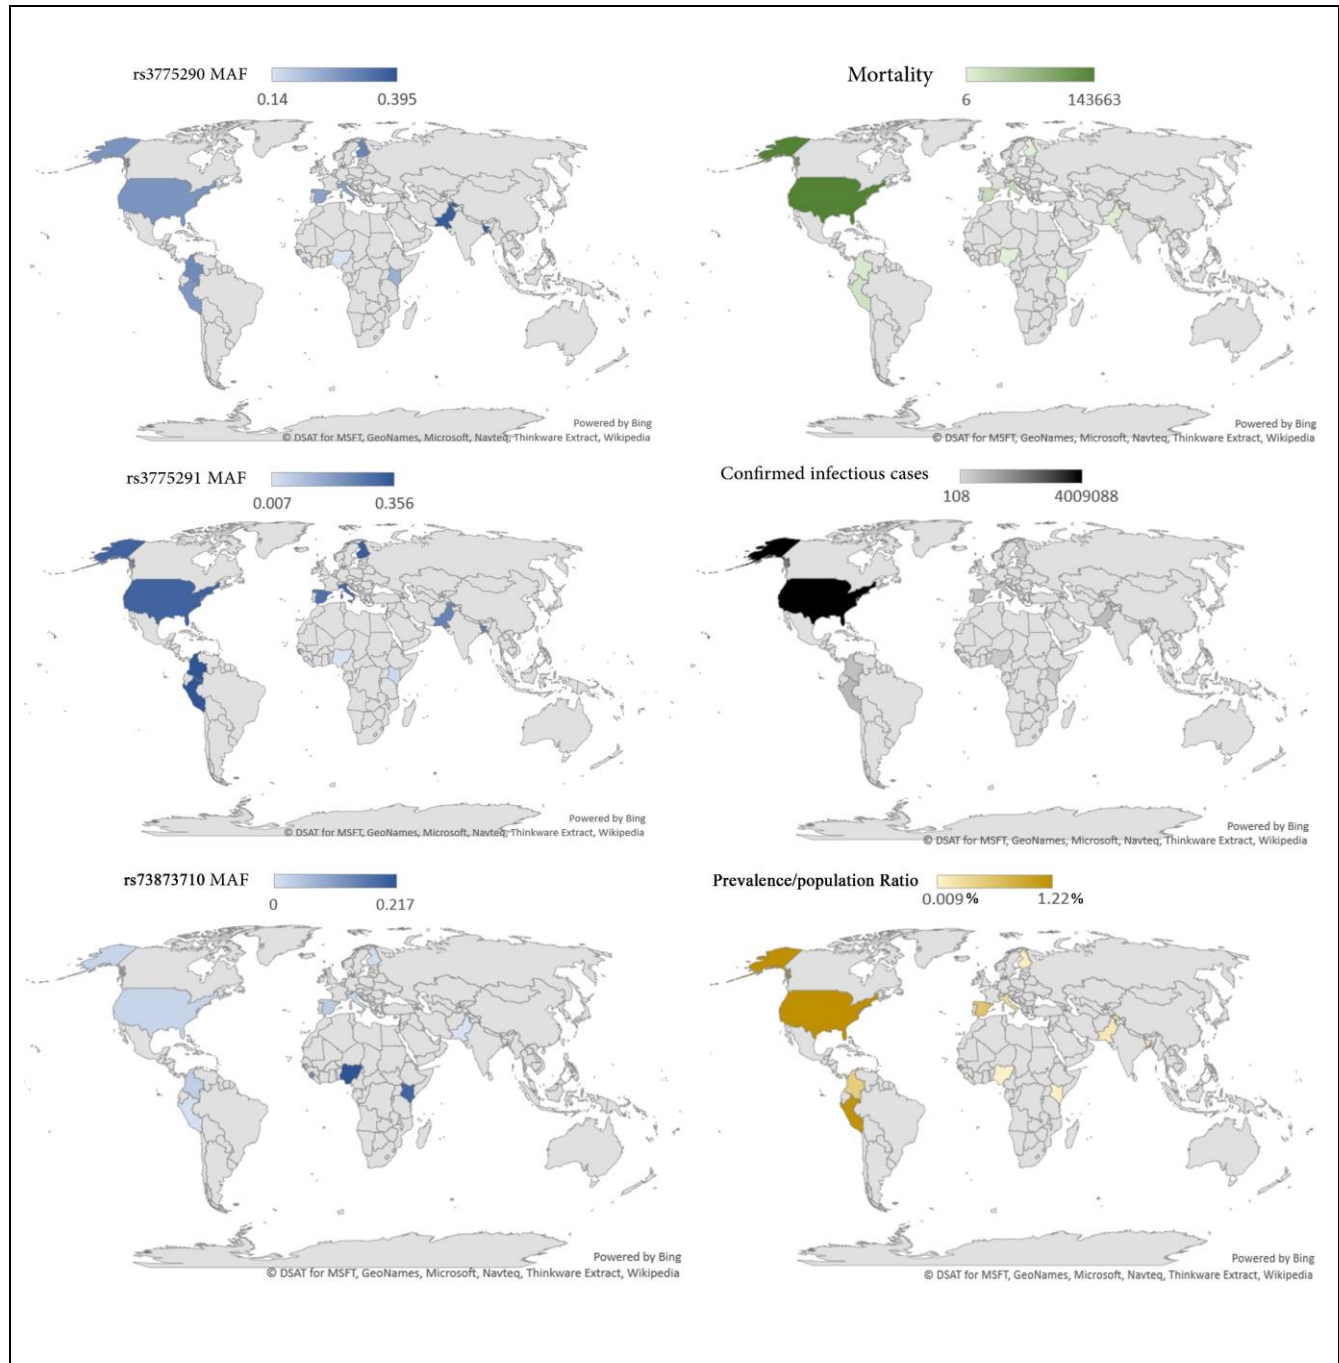 rs3775290 MAF
0.14 0.395
Powered by Bing
© DSAT for MSFT, GeoNames, Microsoft, Navteq, Thinkware Extract, Wikipedia
Mortality
6 143663
Powered by Bing
© DSAT for MSFT, GeoNames, Microsoft, Navteq, Thinkware Extract, Wikipedia
rs3775291 MAF
0.007 0.356
Powered by Bing
© DSAT for MSFT, GeoNames, Microsoft, Navteq, Thinkware Extract, Wikipedia
Confirmed infectious cases
108 4009088
Powered by Bing
© DSAT for MSFT, GeoNames, Microsoft, Navteq, Thinkware Extract, Wikipedia
rs73873710 MAF
0 0.217
Powered by Bing
© DSAT for MSFT, GeoNames, Microsoft, Navteq, Thinkware Extract, Wikipedia
Prevalence/population Ratio
0.009% 1.22%
Powered by Bing
© DSAT for MSFT, GeoNames, Microsoft, Navteq, Thinkware Extract, Wikipedia